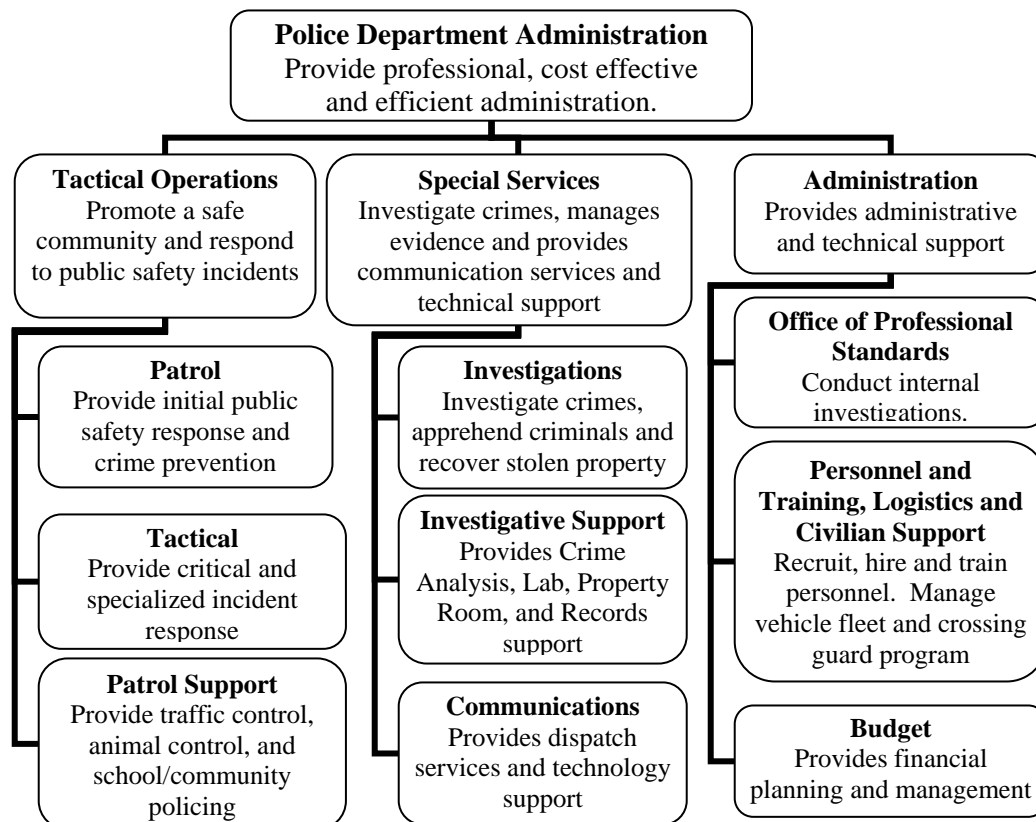 Police Department Administration
Provide professional, cost effective
and efficient administration.
Tactical Operations
Promote a safe
community and respond
to public safety incidents
Patrol
Provide initial public
safety response and
crime prevention
Tactical
Provide critical and
specialized incident
response
Patrol Support
Provide traffic control,
animal control, and
school/community
policing
Special Services
Investigate crimes, manages
evidence and provides
communication services and
technical support
Investigations
Investigate crimes,
apprehend criminals and
recover stolen property
Investigative Support
Provides Crime
Analysis, Lab, Property
Room, and Records
support
Communications
Provides dispatch
services and technology
support
Administration
Provides administrative
and technical support
Office of Professional
Standards
Conduct internal
investigations.
Personnel and
Training, Logistics and
Civilian Support
Recruit, hire and train
personnel.  Manage
vehicle fleet and crossing
guard program
Budget
Provides financial
planning and management